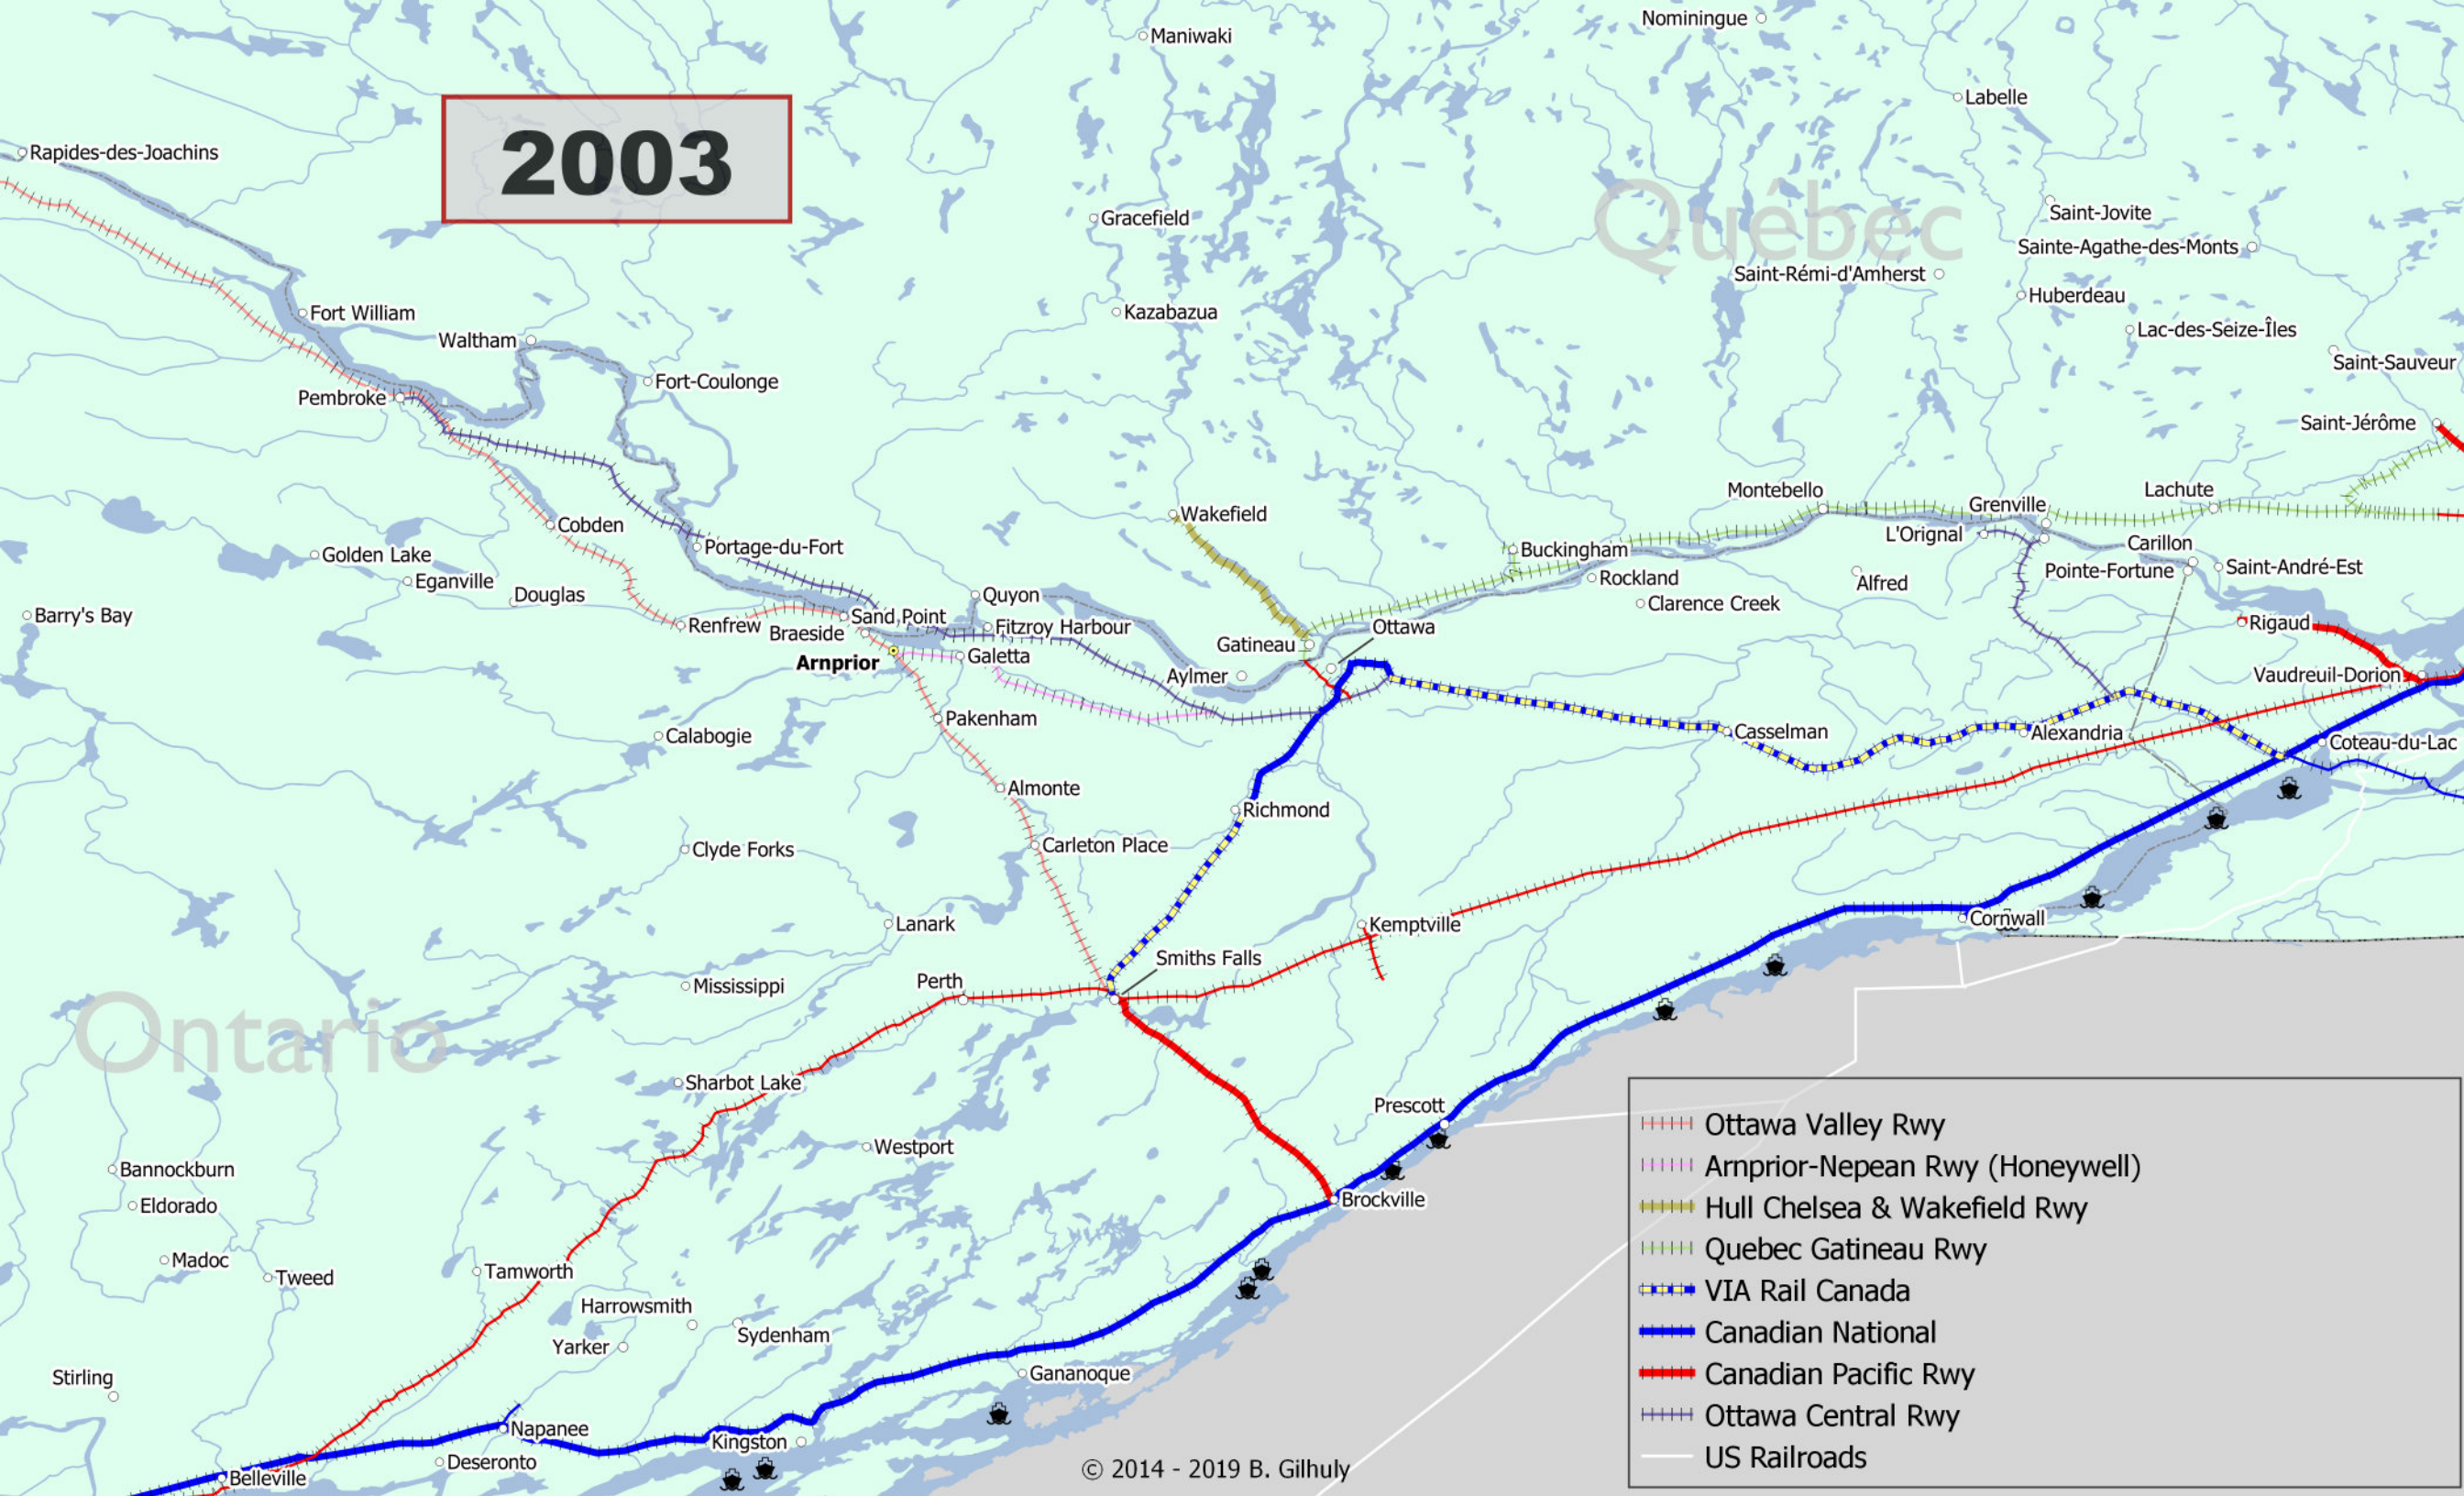 Nominingue
Maniwaki
Labelle
2003
Rapides-des-Joachins
Québec
Gracefield
Saint-Jovite
Sainte-Agathe-des-Monts
Saint-Rémi-d'Amherst
Huberdeau
Fort William
Kazabazua
Lac-des-Seize-Îles
Waltham
Saint-Sauveur
Fort-Coulonge
Pembroke
Saint-Jérôme
Montebello
Lachute
Grenville
Wakefield
Cobden
L'Orignal
Carillon
Portage-du-Fort
Buckingham
Golden Lake
Saint-André-Est
Pointe-Fortune
Rockland
Eganville
Alfred
Douglas
Quyon
Clarence Creek
Barry's Bay
Sand Point
Rigaud
Renfrew
Braeside
Fitzroy Harbour
Ottawa
Gatineau
Galetta
Arnprior
Aylmer
Vaudreuil-Dorion
Pakenham
Casselman
Alexandria
Calabogie
Coteau-du-Lac
Almonte
Richmond
Carleton Place
Clyde Forks
Cornwall
Lanark
Kemptville
Smiths Falls
Perth
Mississippi
Ontario
Sharbot Lake
Prescott
Westport
Bannockburn
Brockville
Eldorado
Madoc
Tamworth
Tweed
Harrowsmith
Sydenham
Yarker
Gananoque
Stirling
Napanee
Kingston
Deseronto
Belleville
© 2014 - 2019 B. Gilhuly
Ottawa Valley Rwy
Arnprior-Nepean Rwy (Honeywell)
Hull Chelsea & Wakefield Rwy
Quebec Gatineau Rwy
VIA Rail Canada
Canadian National
Canadian Pacific Rwy
Ottawa Central Rwy
US Railroads